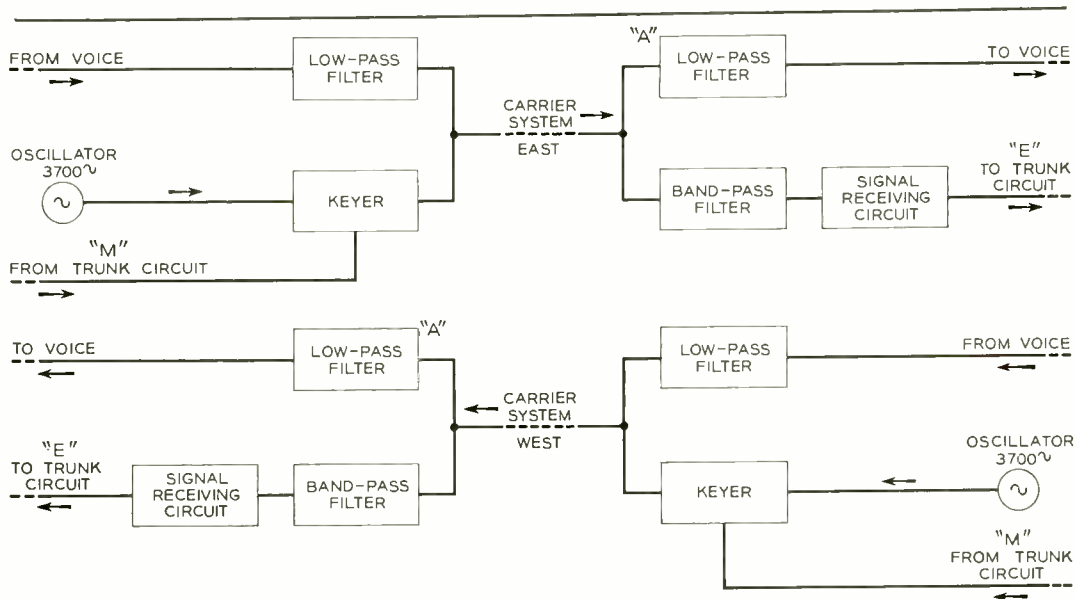 FROM VOICE
LOW-PASS
FILTER
"A"
LOW-PASS
FILTER
TO VOICE
CARRIER
SYSTEM
EAST
OSCILLATOR
3700~
~
KEYER
BAND-PASS
FILTER
SIGNAL
RECEIVING
CIRCUIT
"E"
TO TRUNK
CIRCUIT
"M"
FROM TRUNK CIRCUIT
TO VOICE
LOW-PASS
FILTER
"A"
LOW-PASS
FILTER
FROM VOICE
CARRIER
SYSTEM
WEST
"E"
TO TRUNK
CIRCUIT
SIGNAL
RECEIVING
CIRCUIT
BAND-PASS
FILTER
KEYER
OSCILLATOR
3700~
~
"M"
FROM TRUNK
CIRCUIT